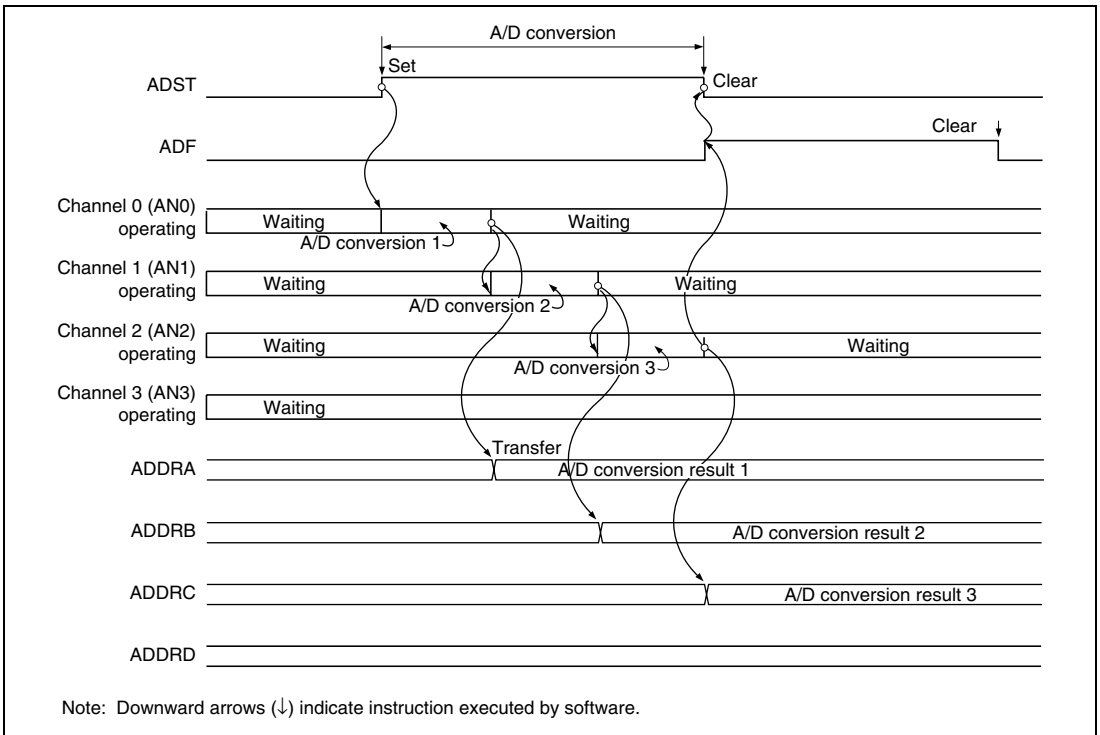 A/D conversion
Set
ADST
Clear
Clear
ADF
Channel 0 (AN0)
operating
Waiting
Waiting
A/D conversion 1
Channel 1 (AN1)
operating
Waiting
Waiting
A/D conversion 2
Channel 2 (AN2)
operating
Waiting
Waiting
A/D conversion 3
Channel 3 (AN3)
operating
Waiting
Transfer
ADDRA
A/D conversion result 1
ADDRB
A/D conversion result 2
ADDRC
A/D conversion result 3
ADDRD
Note: Downward arrows (↓) indicate instruction executed by software.